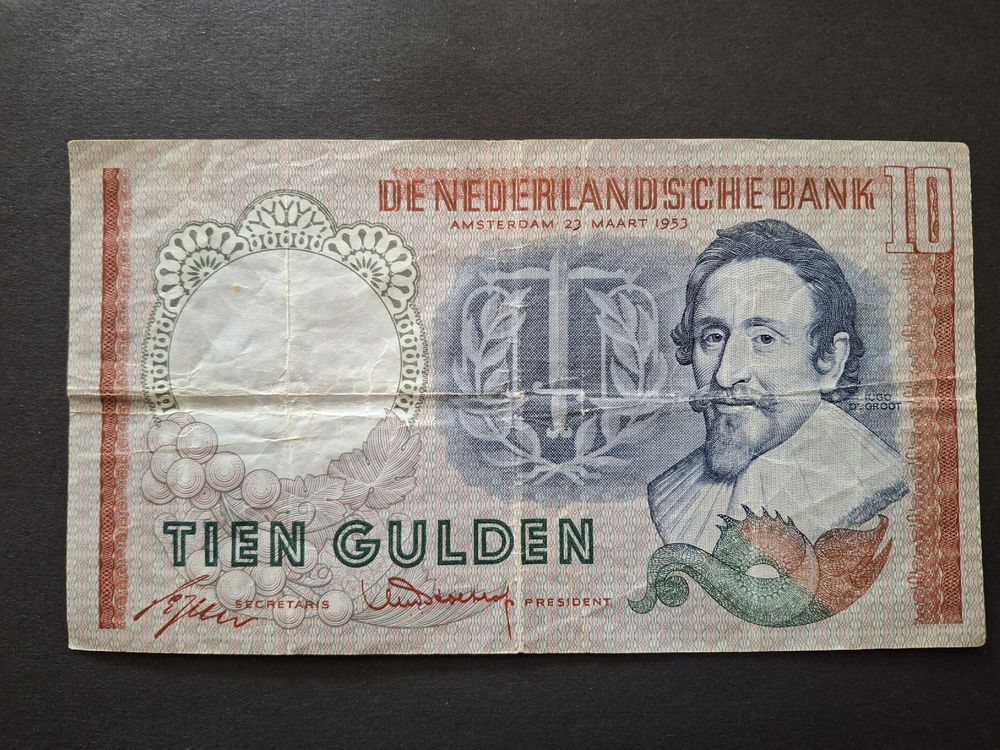 DE NEDERLANDSCHE BANK 10
AMSTERDAM 23 MAART 1953
HUGO
DE GROOT
TIEN GULDEN
SECRETARIS
PRESIDENT